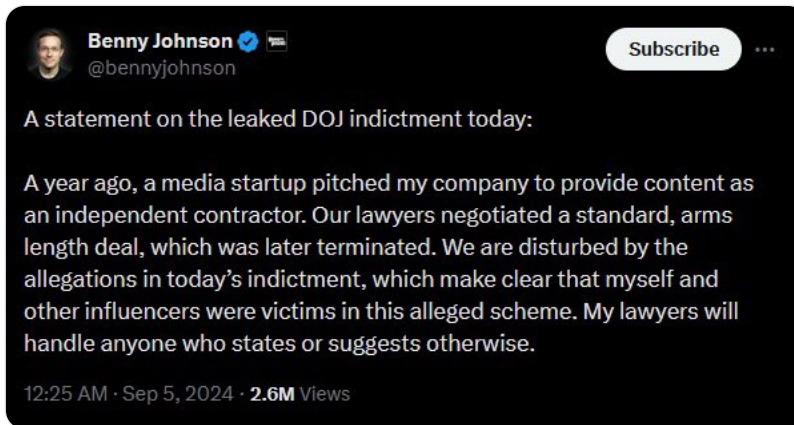 Benny Johnson
@bennyjohnson
Subscribe
A statement on the leaked DOJ indictment today:
A year ago, a media startup pitched my company to provide content as
an independent contractor. Our lawyers negotiated a standard, arms
length deal, which was later terminated. We are disturbed by the
allegations in today's indictment, which make clear that myself and
other influencers were victims in this alleged scheme. My lawyers will
handle anyone who states or suggests otherwise.
12:25 AM · Sep 5, 2024 · 2.6M Views